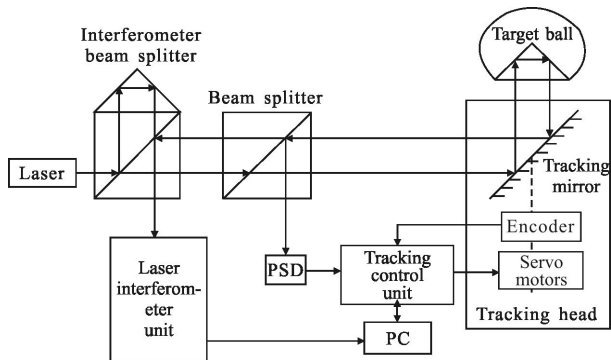 Interferometer
beam splitter
Target ball
Beam splitter
Laser
Tracking
mirror
Encoder
Laser
interferom-
eter
unit
PSD
Tracking
control
unit
Servo
motors
PC
Tracking head